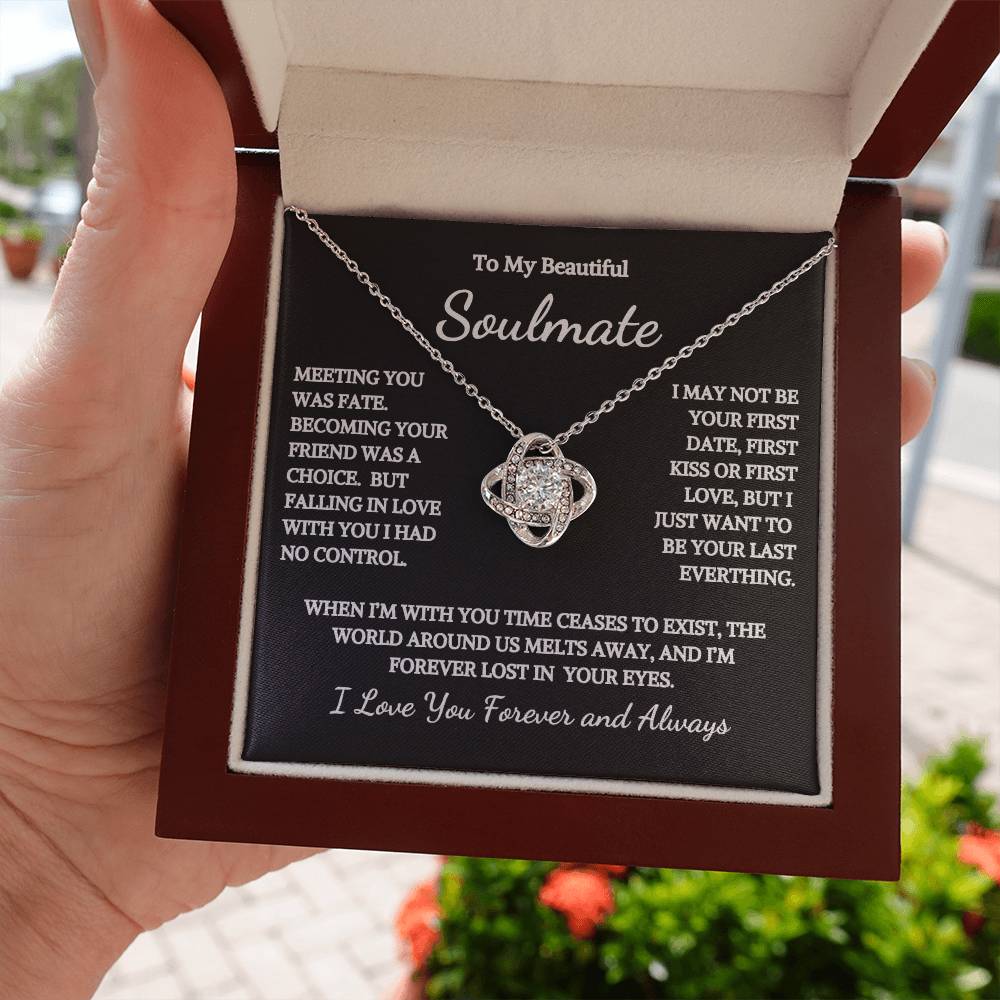 To My Beautiful
Soulmate
MEETING YOU
WAS FATE.
BECOMING YOUR
FRIEND WAS A
CHOICE. BUT
FALLING IN LOVE
WITH YOU I HAD
NO CONTROL.
I MAY NOT BE
YOUR FIRST
DATE, FIRST
KISS OR FIRST
LOVE, BUT I
JUST WANT TO
BE YOUR LAST
EVERTHING.
WHEN I'M WITH YOU TIME CEASES TO EXIST, THE
WORLD AROUND US MELTS AWAY, AND I'M
FOREVER LOST IN YOUR EYES.
I Love You Forever and Always